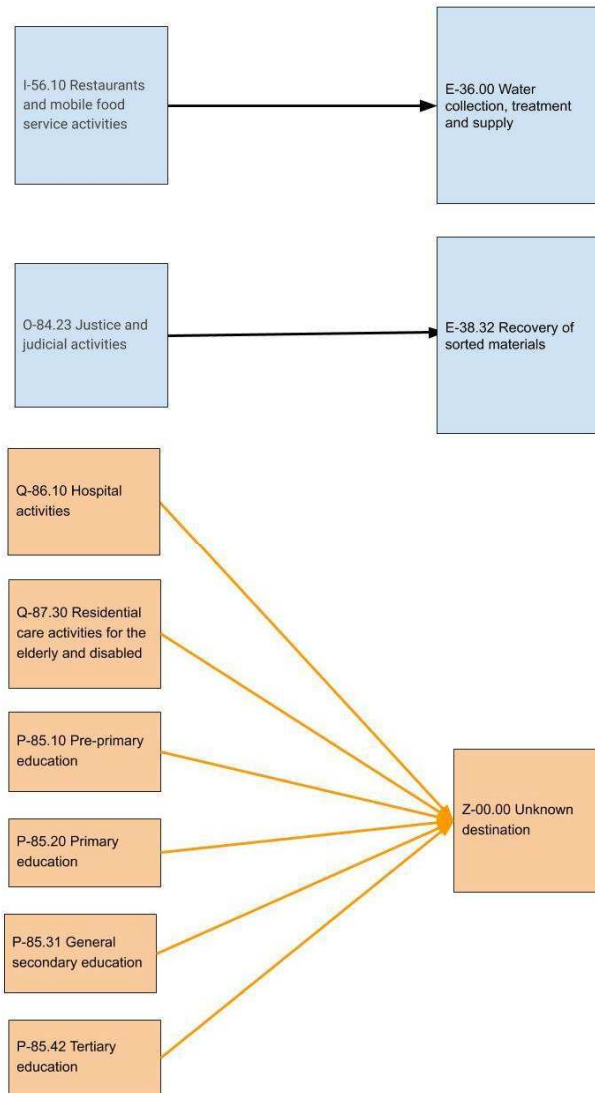 I-56.10 Restaurants
and mobile food
service activities
E-36.00 Water
collection, treatment
and supply
O-84.23 Justice and
judicial activities
E-38.32 Recovery of
sorted materials
Q-86.10 Hospital
activities
Q-87.30 Residential
care activities for the
elderly and disabled
P-85.10 Pre-primary
education
P-85.20 Primary
education
P-85.31 General
secondary education
P-85.42 Tertiary
education
Z-00.00 Unknown
destination